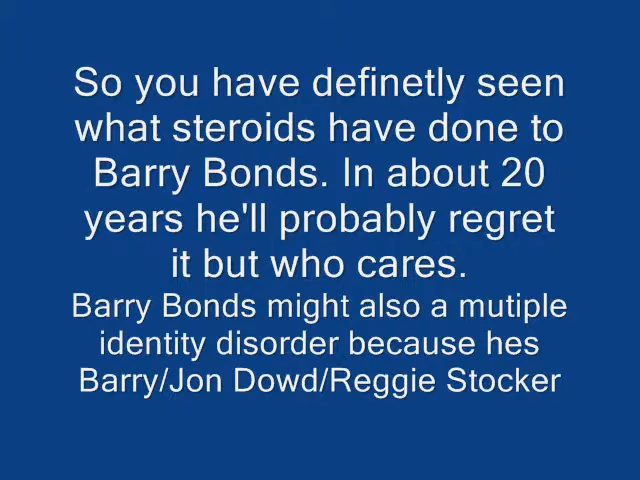 So you have definetly seen
what steroids have done to
Barry Bonds. In about 20
years he'll probably regret
it but who cares.
Barry Bonds might also a mutiple
identity disorder because hes
Barry/Jon Dowd/Reggie Stocker